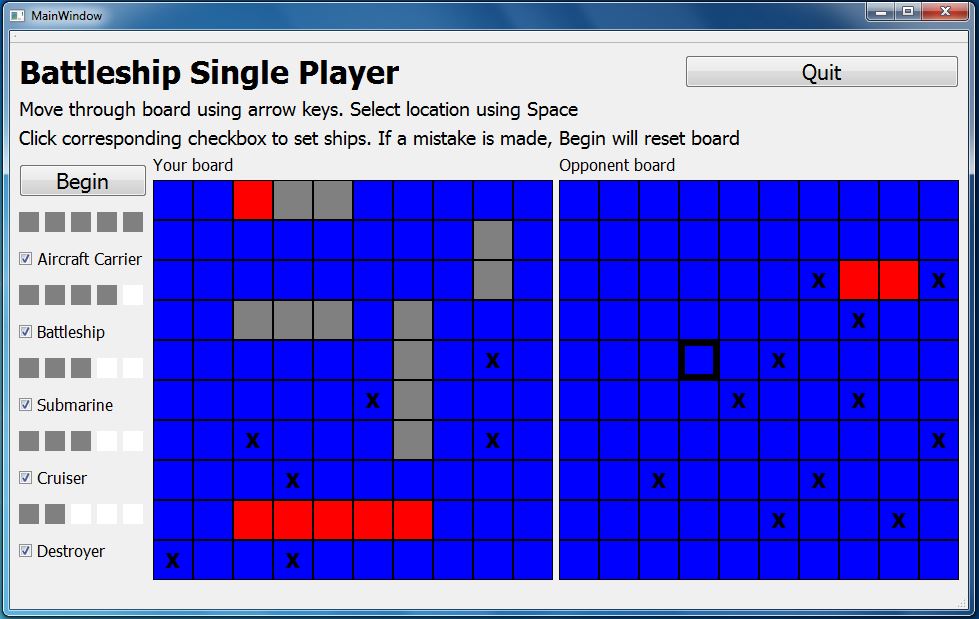 MainWindow
Battleship Single Player
Quit
Move through board using arrow keys. Select location using Space
Click corresponding checkbox to set ships. If a mistake is made, Begin will reset board
Your board
Opponent board
Begin
Aircraft Carrier
x x
Battleship
x
x x
Submarine
x x x
x x x
Cruiser
x x x
x x
Destroyer
x x